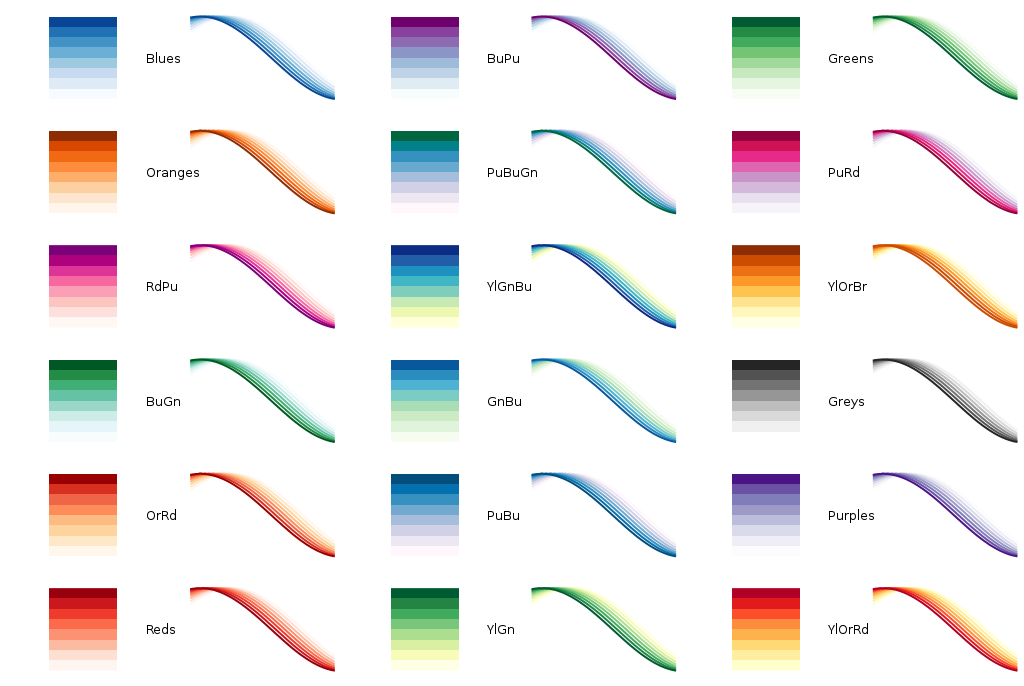 Blues
BuPu
Greens
Oranges
PuBuGn
PuRd
RdPu
YlGnBu
YlOrBr
BuGn
GnBu
Greys
OrRd
PuBu
Purples
Reds
YlGn
YlOrRd